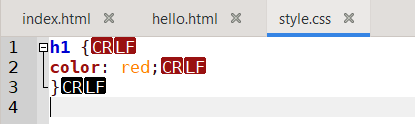 index.html hello.html style.css
1 h1 {CRLF
2 color: red;CRLF
3 }CRLF
4